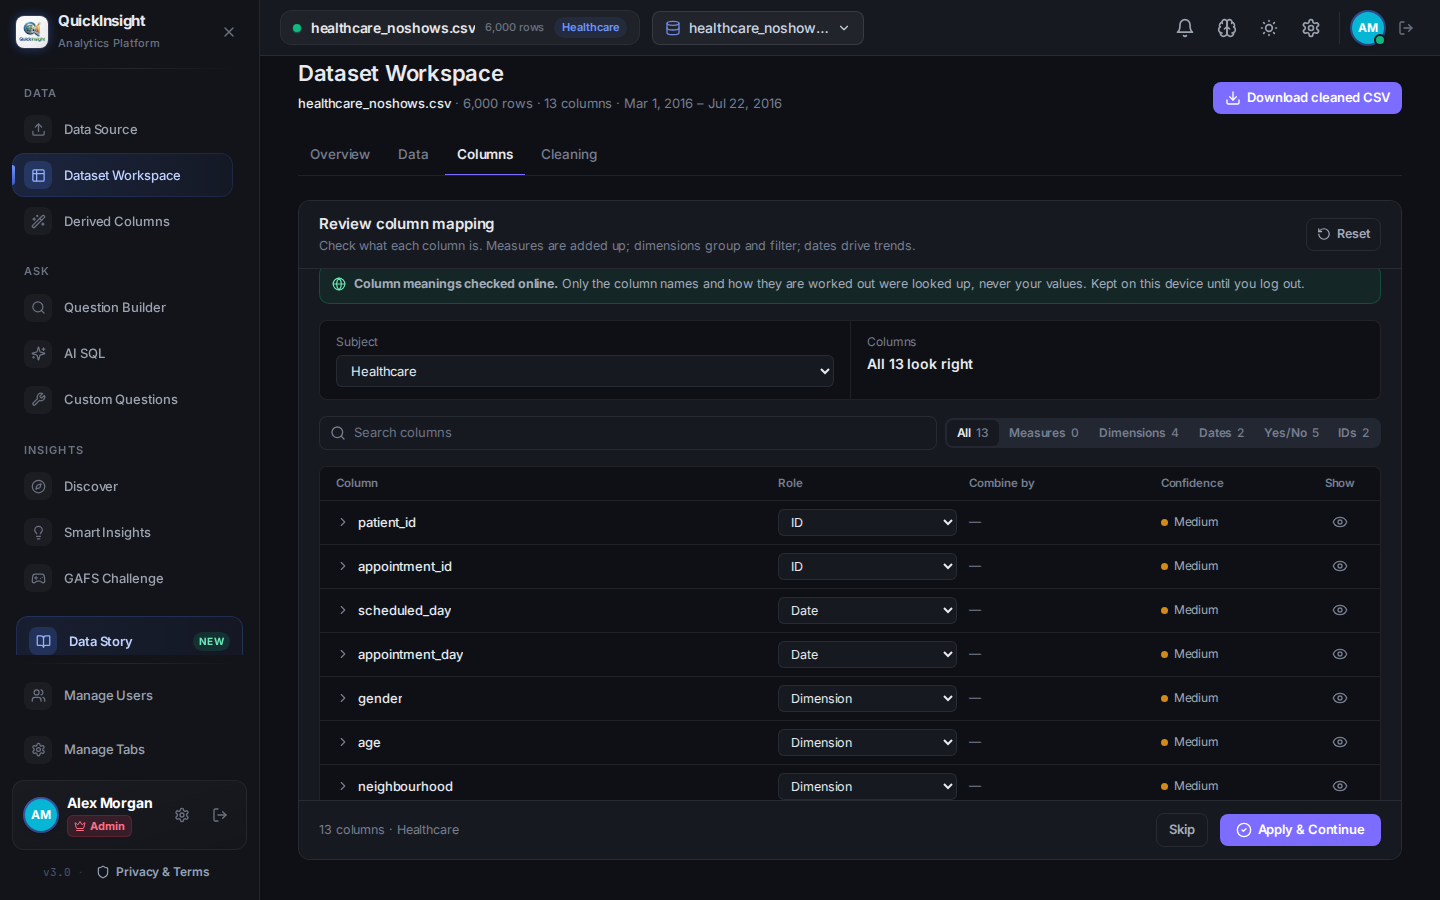 QuickInsight
Analytics Platform
healthcare_noshows.csv 6,000 rows Healthcare
healthcare_noshow...
AM
DATA
Data Source
Dataset Workspace
Derived Columns
ASK
Question Builder
AI SQL
Custom Questions
INSIGHTS
Discover
Smart Insights
GAFS Challenge
Data Story NEW
Manage Users
Manage Tabs
AM
Alex Morgan
Admin
v3.0 · Privacy & Terms
Dataset Workspace
healthcare_noshows.csv · 6,000 rows · 13 columns · Mar 1, 2016 – Jul 22, 2016
Download cleaned CSV
Overview Data Columns Cleaning
Review column mapping
Check what each column is. Measures are added up; dimensions group and filter; dates drive trends.
Reset
Column meanings checked online. Only the column names and how they are worked out were looked up, never your values. Kept on this device until you log out.
Subject
Healthcare
Columns
All 13 look right
Search columns
All 13 Measures 0 Dimensions 4 Dates 2 Yes/No 5 IDs 2
Column Role Combine by Confidence Show
patient_id ID — Medium
appointment_id ID — Medium
scheduled_day Date — Medium
appointment_day Date — Medium
gender Dimension — Medium
age Dimension — Medium
neighbourhood Dimension — Medium
13 columns · Healthcare
Skip
Apply & Continue